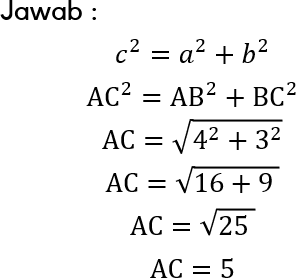 Jawab :
c² = a² + b²
AC² = AB² + BC²
AC = √(4² + 3²)
AC = √(16 + 9)
AC = √25
AC = 5